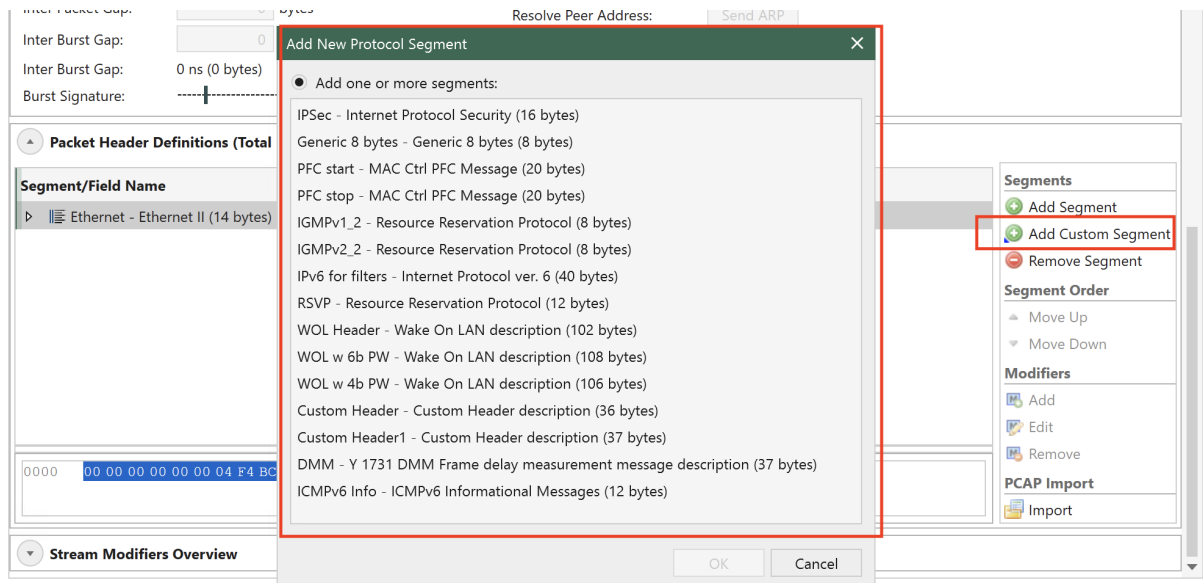 Inter Packet Gap: 0 bytes
Resolve Peer Address: Send ARP
Inter Burst Gap: 0
Inter Burst Gap: 0 ns (0 bytes)
Burst Signature:
Packet Header Definitions (Total
Segment/Field Name
Ethernet - Ethernet II (14 bytes)
0000 00 00 00 00 00 00 04 F4 BC
Stream Modifiers Overview
Add New Protocol Segment
Add one or more segments:
IPSec - Internet Protocol Security (16 bytes)
Generic 8 bytes - Generic 8 bytes (8 bytes)
PFC start - MAC Ctrl PFC Message (20 bytes)
PFC stop - MAC Ctrl PFC Message (20 bytes)
IGMPv1_2 - Resource Reservation Protocol (8 bytes)
IGMPv2_2 - Resource Reservation Protocol (8 bytes)
IPv6 for filters - Internet Protocol ver. 6 (40 bytes)
RSVP - Resource Reservation Protocol (12 bytes)
WOL Header - Wake On LAN description (102 bytes)
WOL w 6b PW - Wake On LAN description (108 bytes)
WOL w 4b PW - Wake On LAN description (106 bytes)
Custom Header - Custom Header description (36 bytes)
Custom Header1 - Custom Header description (37 bytes)
DMM - Y 1731 DMM Frame delay measurement message description (37 bytes)
ICMPv6 Info - ICMPv6 Informational Messages (12 bytes)
OK
Cancel
Segments
Add Segment
Add Custom Segment
Remove Segment
Segment Order
Move Up
Move Down
Modifiers
Add
Edit
Remove
PCAP Import
Import